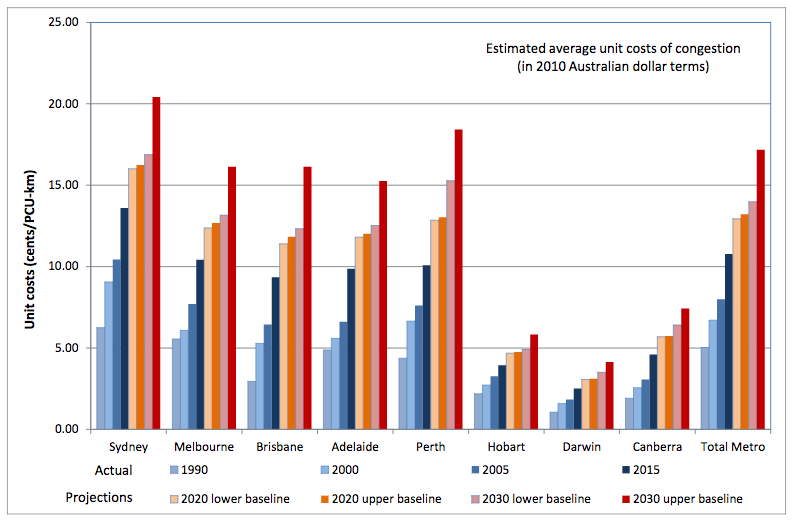 Estimated average unit costs of congestion
(in 2010 Australian dollar terms)
25.00
20.00
15.00
10.00
5.00
0.00
Unit costs (cents/PCU-km)
Sydney Melbourne Brisbane Adelaide Perth Hobart Darwin Canberra Total Metro
Actual 1990 2000 2005 2015
Projections 2020 lower baseline 2020 upper baseline 2030 lower baseline 2030 upper baseline